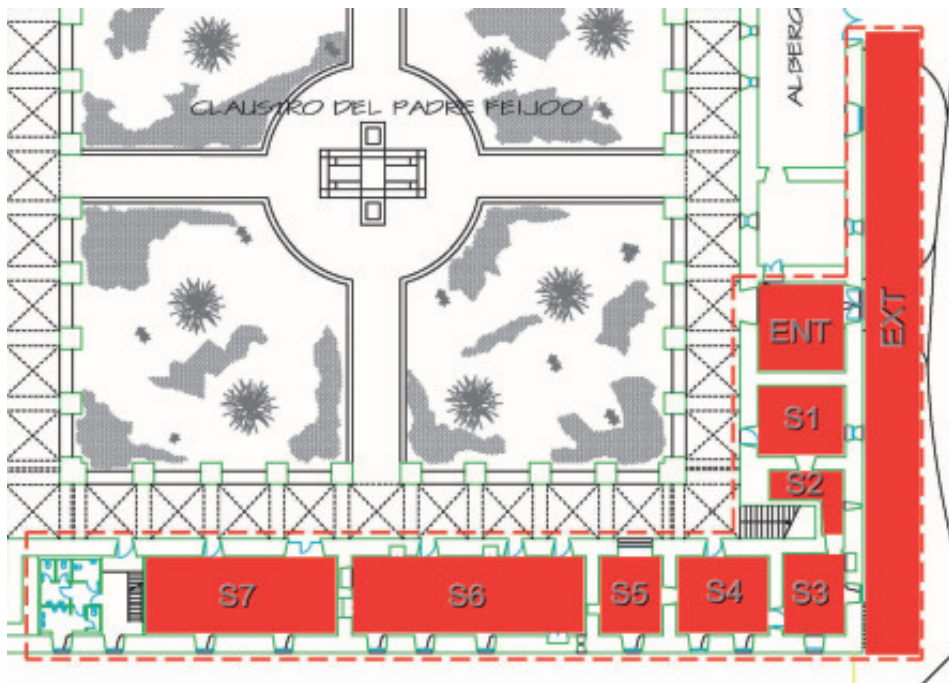 ALBERG
CLAUSTRO DEL PADRE FEIJOO
EXT
ENT
S1
S2
S7
S6
S5
S4
S3